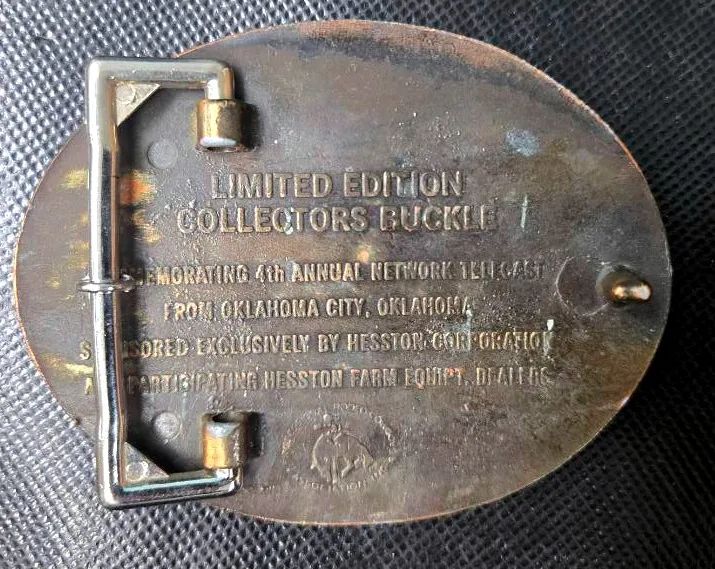 LIMITED EDITION
COLLECTORS BUCKLE
MEMORATING 4th ANNUAL NETWORK TELECAST
FROM OKLAHOMA CITY, OKLAHOMA
S SORED EXCLUSIVELY BY HESSTON CORPORATION
A PARTICIPATING HESSTON FARM EQUIPT. DEALERS